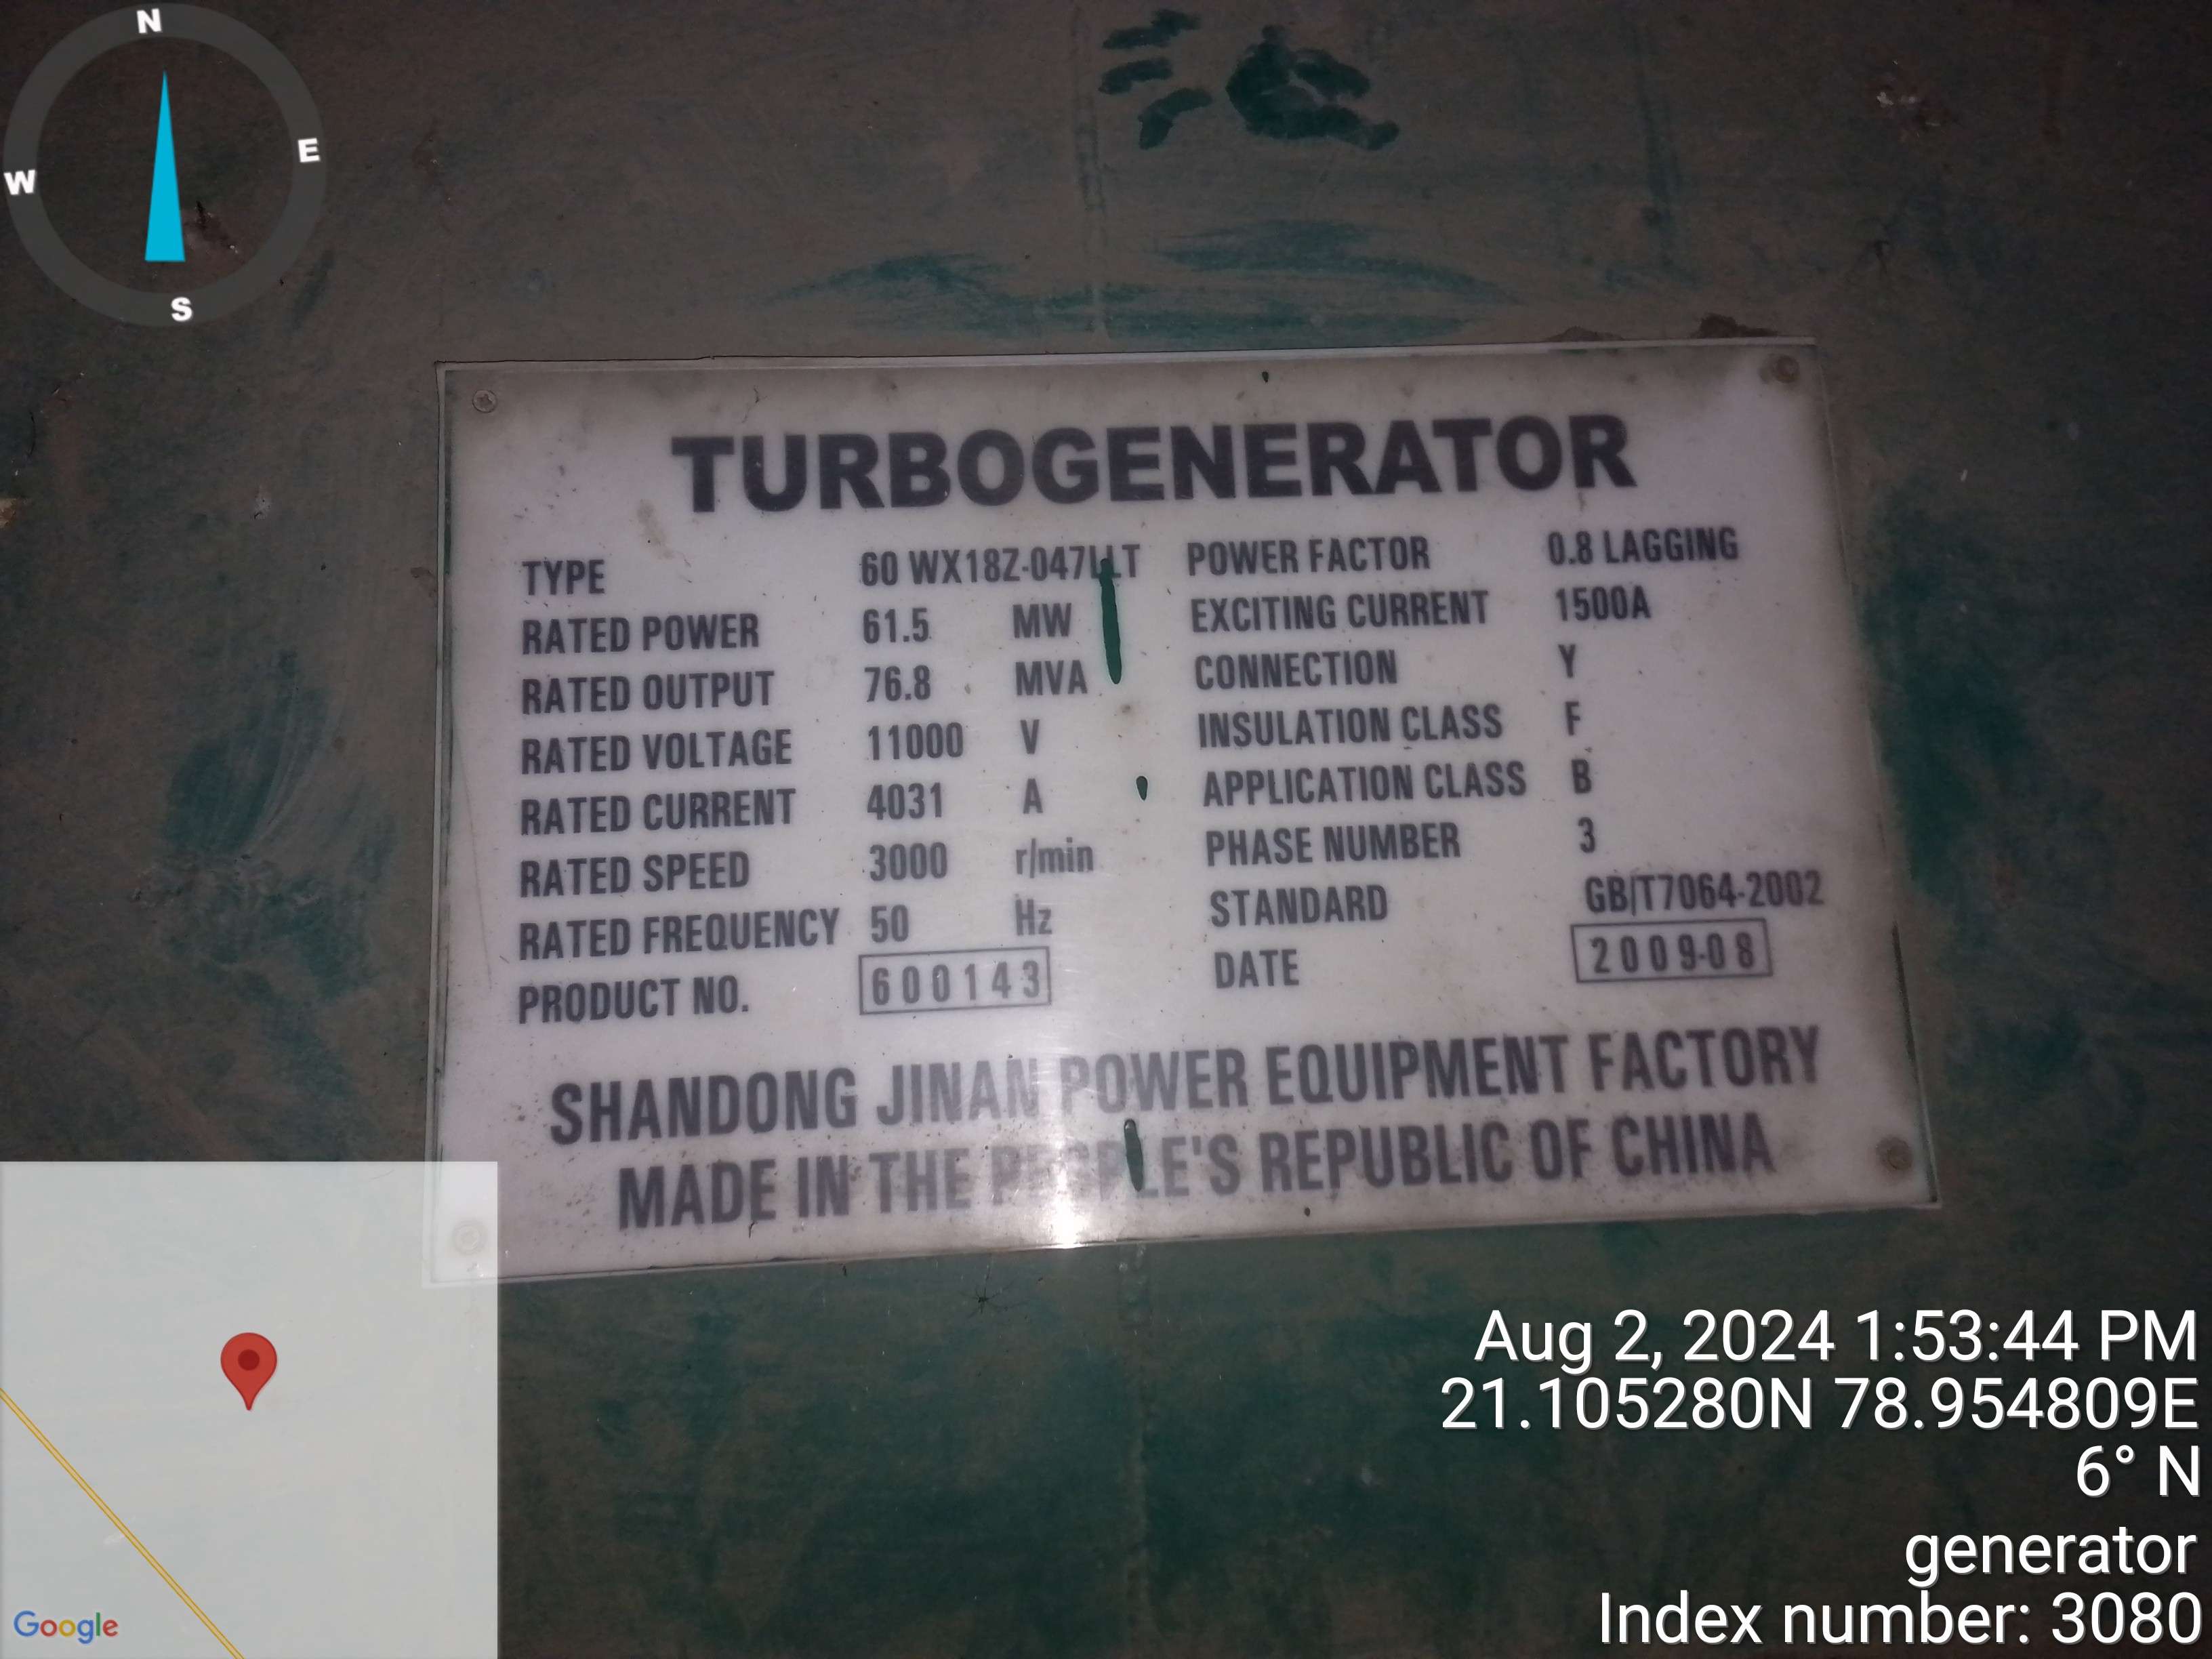 N
E
W
S
TURBOGENERATOR
TYPE 60 WX18Z-047LLT POWER FACTOR 0.8 LAGGING
RATED POWER 61.5 MW EXCITING CURRENT 1500A
RATED OUTPUT 76.8 MVA CONNECTION Y
RATED VOLTAGE 11000 V INSULATION CLASS F
RATED CURRENT 4031 A APPLICATION CLASS B
RATED SPEED 3000 r/min PHASE NUMBER 3
RATED FREQUENCY 50 Hz STANDARD GB/T7064-2002
PRODUCT NO. 600143 DATE 2009-08
SHANDONG JINAN POWER EQUIPMENT FACTORY
MADE IN THE PEOPLE'S REPUBLIC OF CHINA
Aug 2, 2024 1:53:44 PM
21.105280N 78.954809E
6° N
generator
Index number: 3080
Google